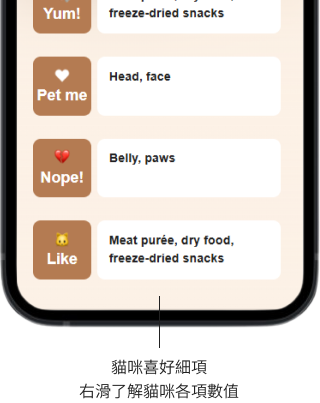 Yum!
freeze-dried snacks
Pet me
Head, face
Nope!
Belly, paws
Like
Meat purée, dry food,
freeze-dried snacks
貓咪喜好細項
右滑了解貓咪各項數值